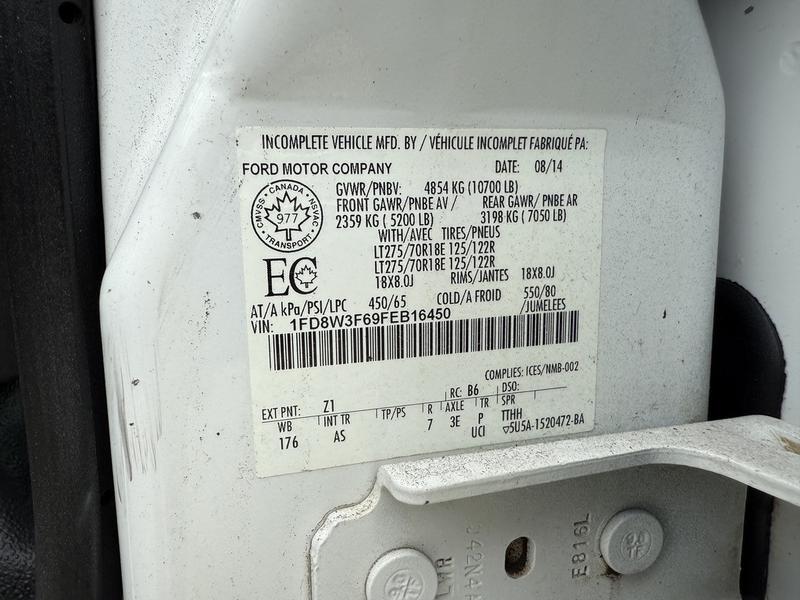 INCOMPLETE VEHICLE MFD. BY / VÉHICULE INCOMPLET FABRIQUÉ PA:
FORD MOTOR COMPANY DATE: 08/14
GVWR/PNBV: 4854 KG (10700 LB)
FRONT GAWR/PNBE AV / REAR GAWR/ PNBE AR
2359 KG ( 5200 LB) 3198 KG ( 7050 LB)
CMVSS · CANADA · NSVAC · TRANSPORT ·
977
WITH/AVEC TIRES/PNEUS
LT275/70R18E 125/122R
LT275/70R18E 125/122R
EC
18X8.0J RIMS/JANTES 18X8.0J
AT/A kPa/PSI/LPC 450/65 COLD/A FROID 550/80
/JUMELEES
VIN: 1FD8W3F69FEB16450
COMPLIES: ICES/NMB-002
EXT PNT: Z1 RC: B6 DSO:
WB INT TR TP/PS R AXLE TR SPR
176 AS 7 3E P TTHH
UCI 5U5A-1520472-BA
E816L